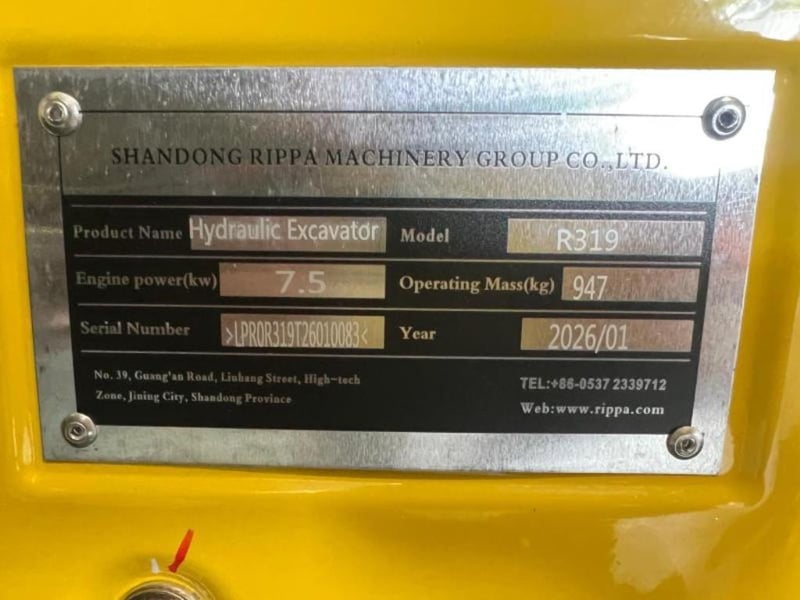 SHANDONG RIPPA MACHINERY GROUP CO.,LTD.
Product Name Hydraulic Excavator Model R319
Engine power(kw) 7.5 Operating Mass(kg) 947
Serial Number >LPR0R319T26010083< Year 2026/01
No. 39, Guang'an Road, Liuhang Street, High-tech
Zone, Jining City, Shandong Province
TEL:+86-0537 2339712
Web:www.rippa.com